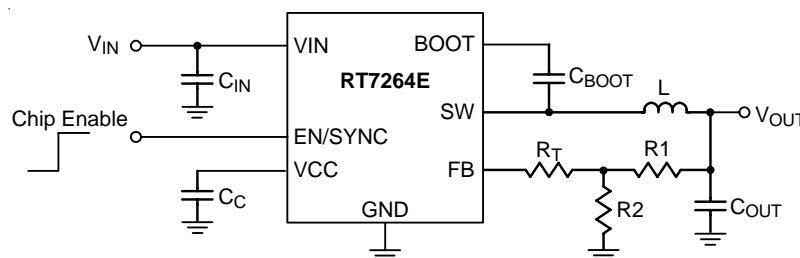 VIN
VIN
BOOT
CIN
RT7264E
CBOOT
L
SW
VOUT
Chip Enable
EN/SYNC
VCC
FB
RT
R1
CC
R2
COUT
GND